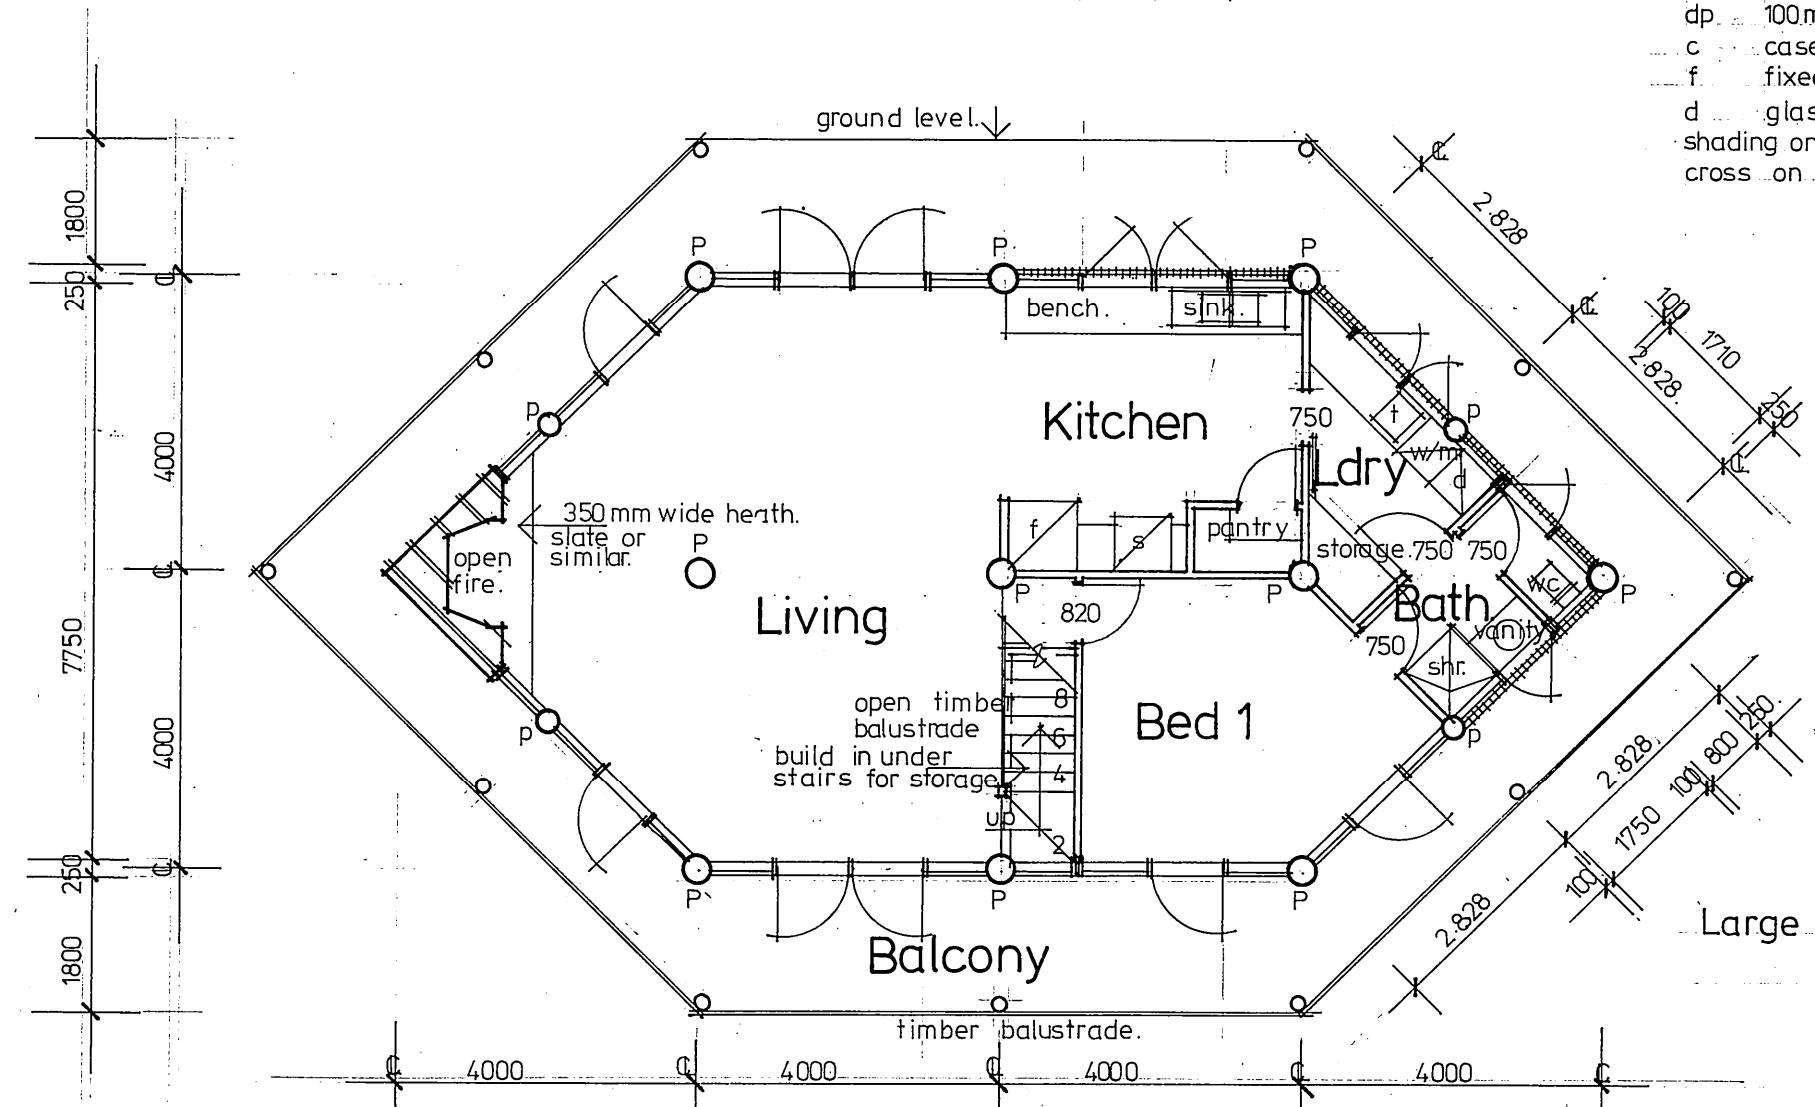 dp 100m
c case
f fixe
d glas
shading on
cross on
ground level.
℄
2.828
1800
250
℄
P P P
bench. sink.
℄
100
1710
2.828.
250
℄
4000
p
Kitchen
750
t
p
w/m
d
Ldry
350mm wide heath.
slate or
similar.
P
f
s
pantry
storage. 750 750
open
fire.
℄
P P P
wc
Bath
820
Living
vanity
750
shr.
7750
4000
open timber
balustrade
build in under
stairs for storage
8
6
4
2
up
Bed 1
p P
250.
800
100
2.828
1750
100
2.828
250
℄
P P P
Large
1800
Balcony
timber balustrade.
℄ 4000 ℄ 4000 ℄ 4000 ℄ 4000 ℄